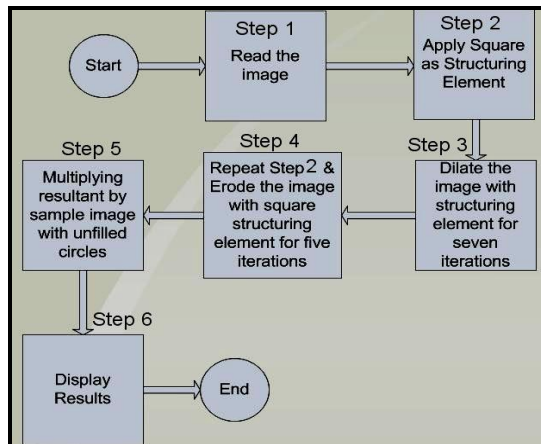 Start
Step 1
Read the
image
Step 2
Apply Square
as Structuring
Element
Step 3
Dilate the
image with
structuring
element for
seven
iterations
Step 4
Repeat Step 2 &
Erode the image
with square
structuring
element for five
iterations
Step 5
Multiplying
resultant by
sample image
with unfilled
circles
Step 6
Display
Results
End